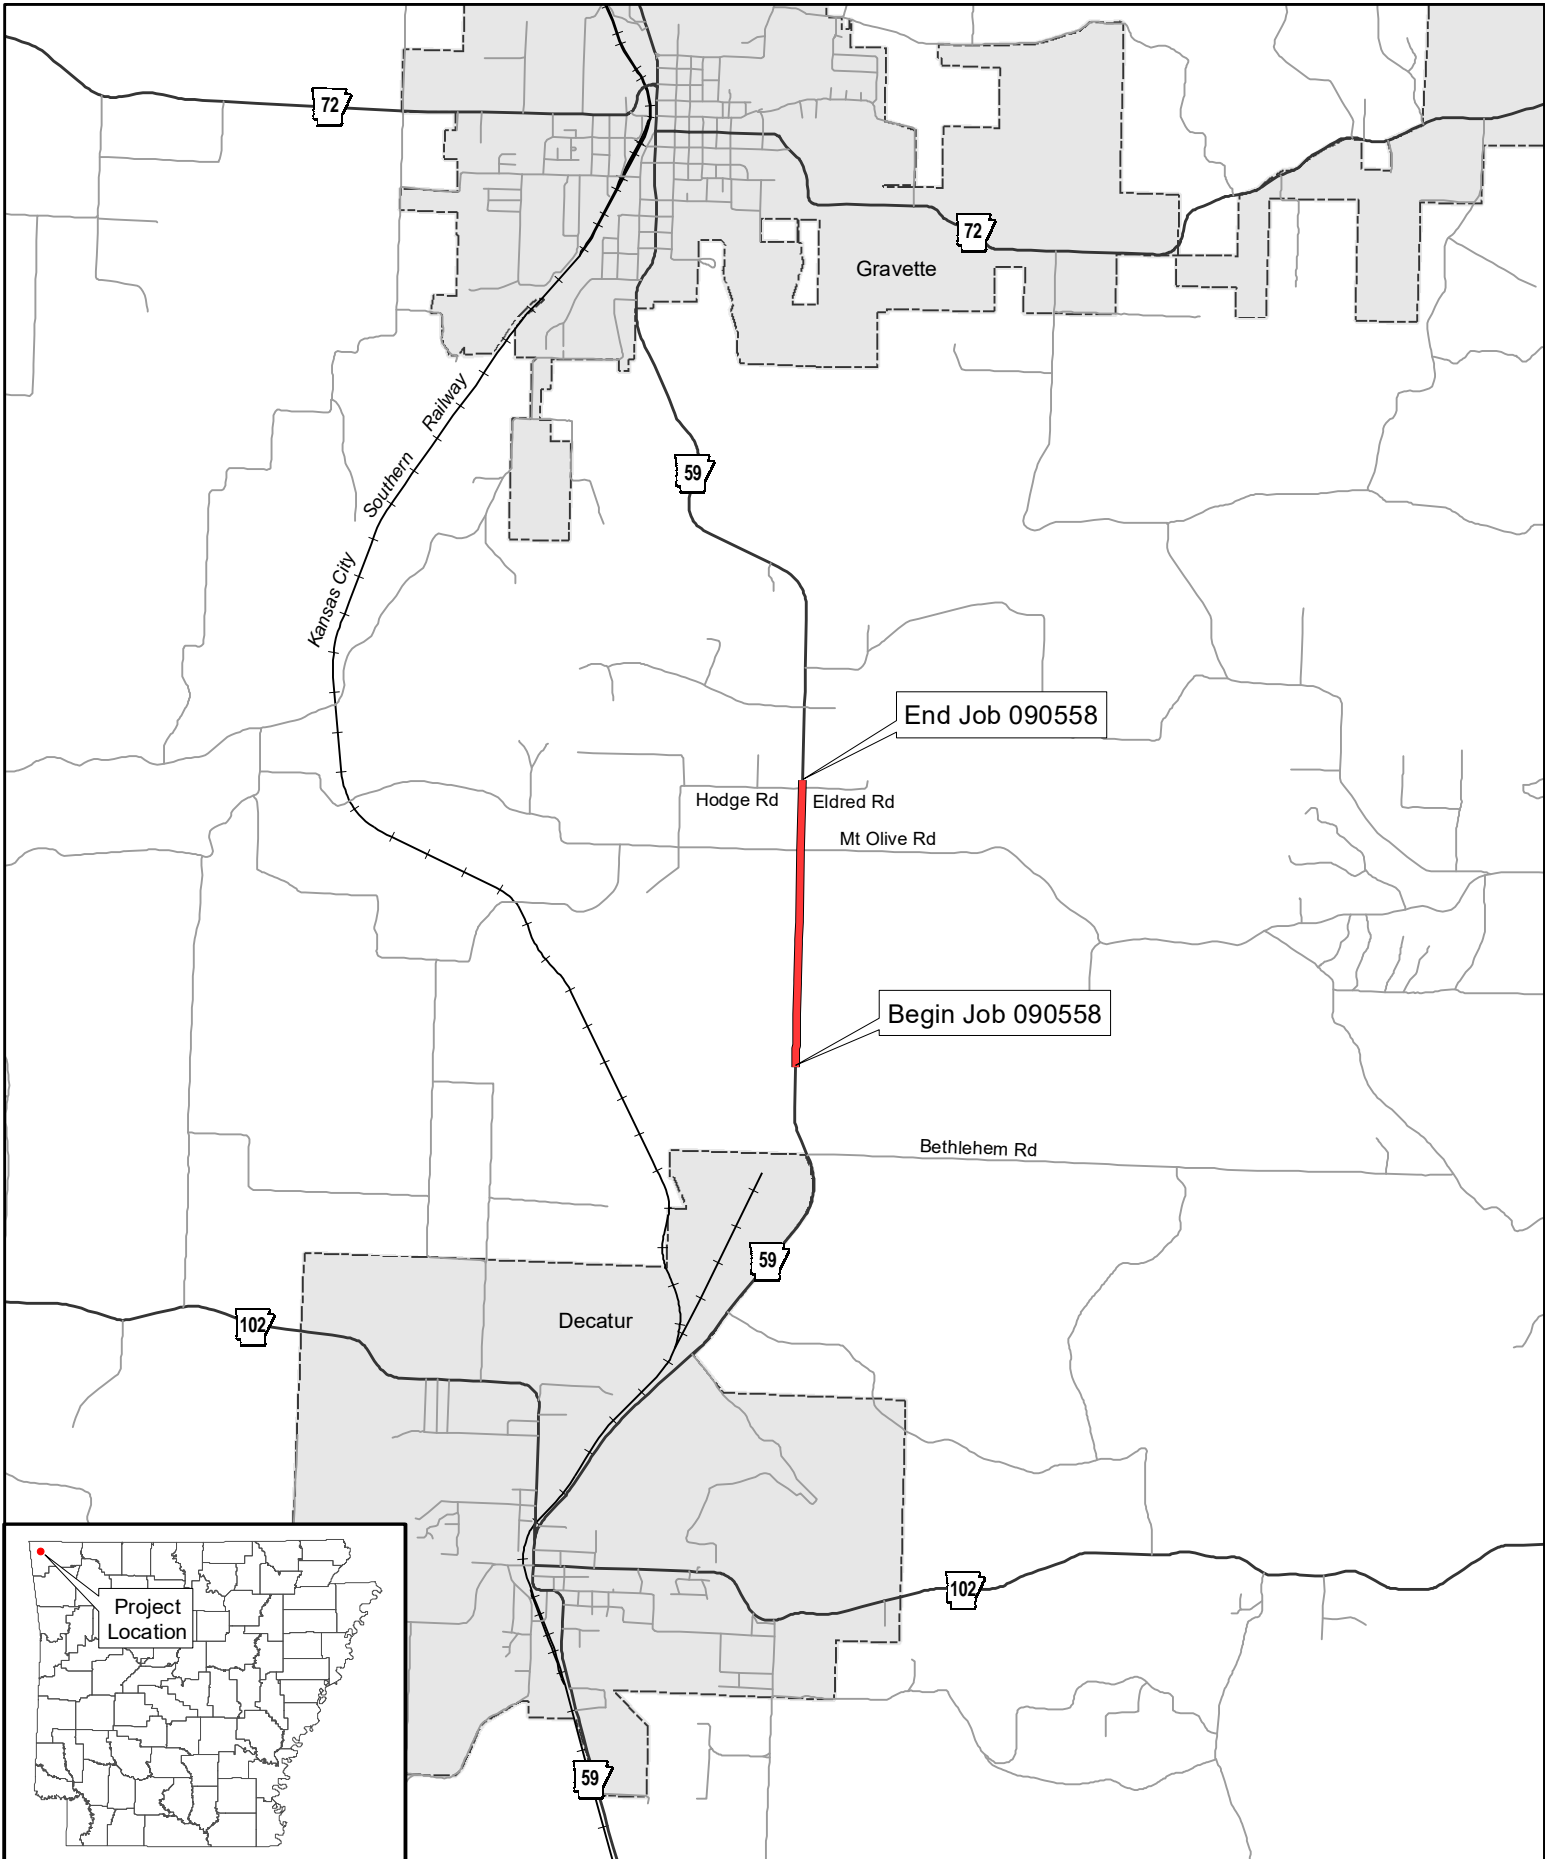 72
72
Gravette
Kansas City Southern Railway
59
End Job 090558
Hodge Rd
Eldred Rd
Mt Olive Rd
Begin Job 090558
Bethlehem Rd
59
Decatur
102
102
Project
Location
59